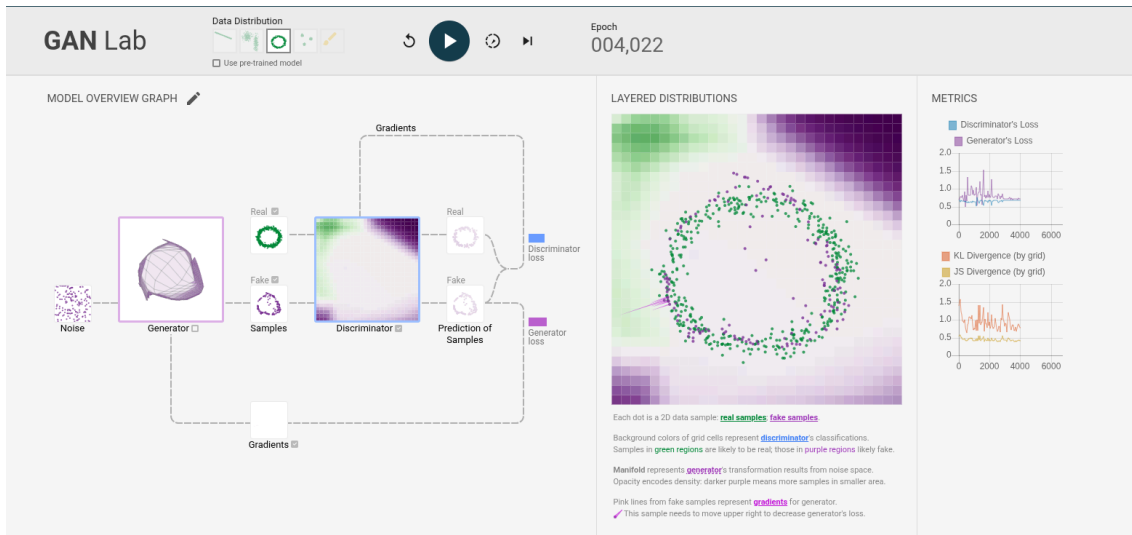 GAN Lab
Data Distribution
Use pre-trained model
Epoch
004,022
MODEL OVERVIEW GRAPH
Gradients
Real
Fake
Noise
Generator
Samples
Discriminator
Real
Fake
Prediction of
Samples
Discriminator
loss
Generator
loss
Gradients
LAYERED DISTRIBUTIONS
Each dot is a 2D data sample: real samples; fake samples.
Background colors of grid cells represent discriminator's classifications.
Samples in green regions are likely to be real; those in purple regions likely fake.
Manifold represents generator's transformation results from noise space.
Opacity encodes density: darker purple means more samples in smaller area.
Pink lines from fake samples represent gradients for generator.
This sample needs to move upper right to decrease generator's loss.
METRICS
Discriminator's Loss
Generator's Loss
2.0
1.5
1.0
0.5
0.0
0 2000 4000 6000
KL Divergence (by grid)
JS Divergence (by grid)
2.0
1.5
1.0
0.5
0.0
0 2000 4000 6000